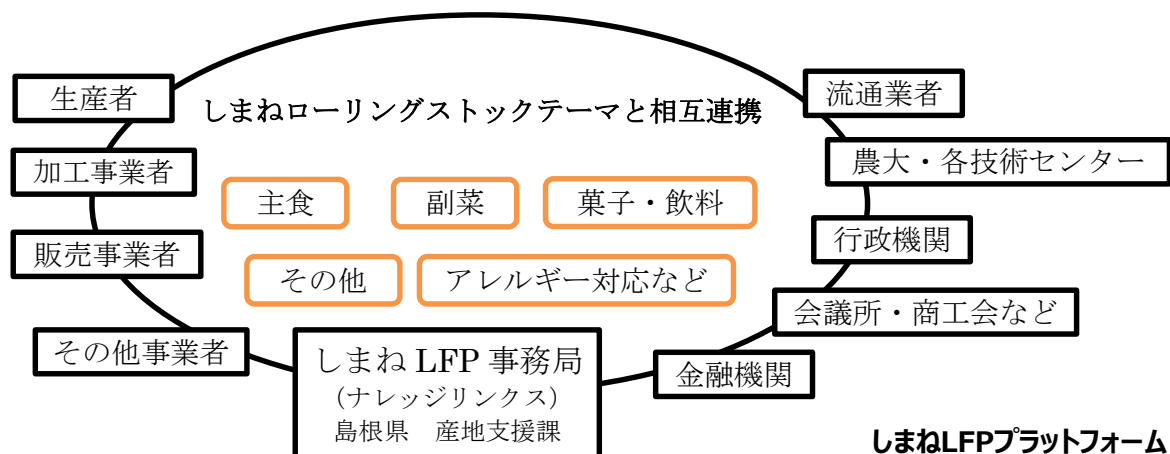 生産者
流通業者
しまねローリングストックテーマと相互連携
加工事業者
農大・各技術センター
主食
副菜
菓子・飲料
販売事業者
行政機関
その他
アレルギー対応など
会議所・商工会など
その他事業者
しまね LFP 事務局
(ナレッジリンクス)
島根県 産地支援課
金融機関
しまねLFPプラットフォーム